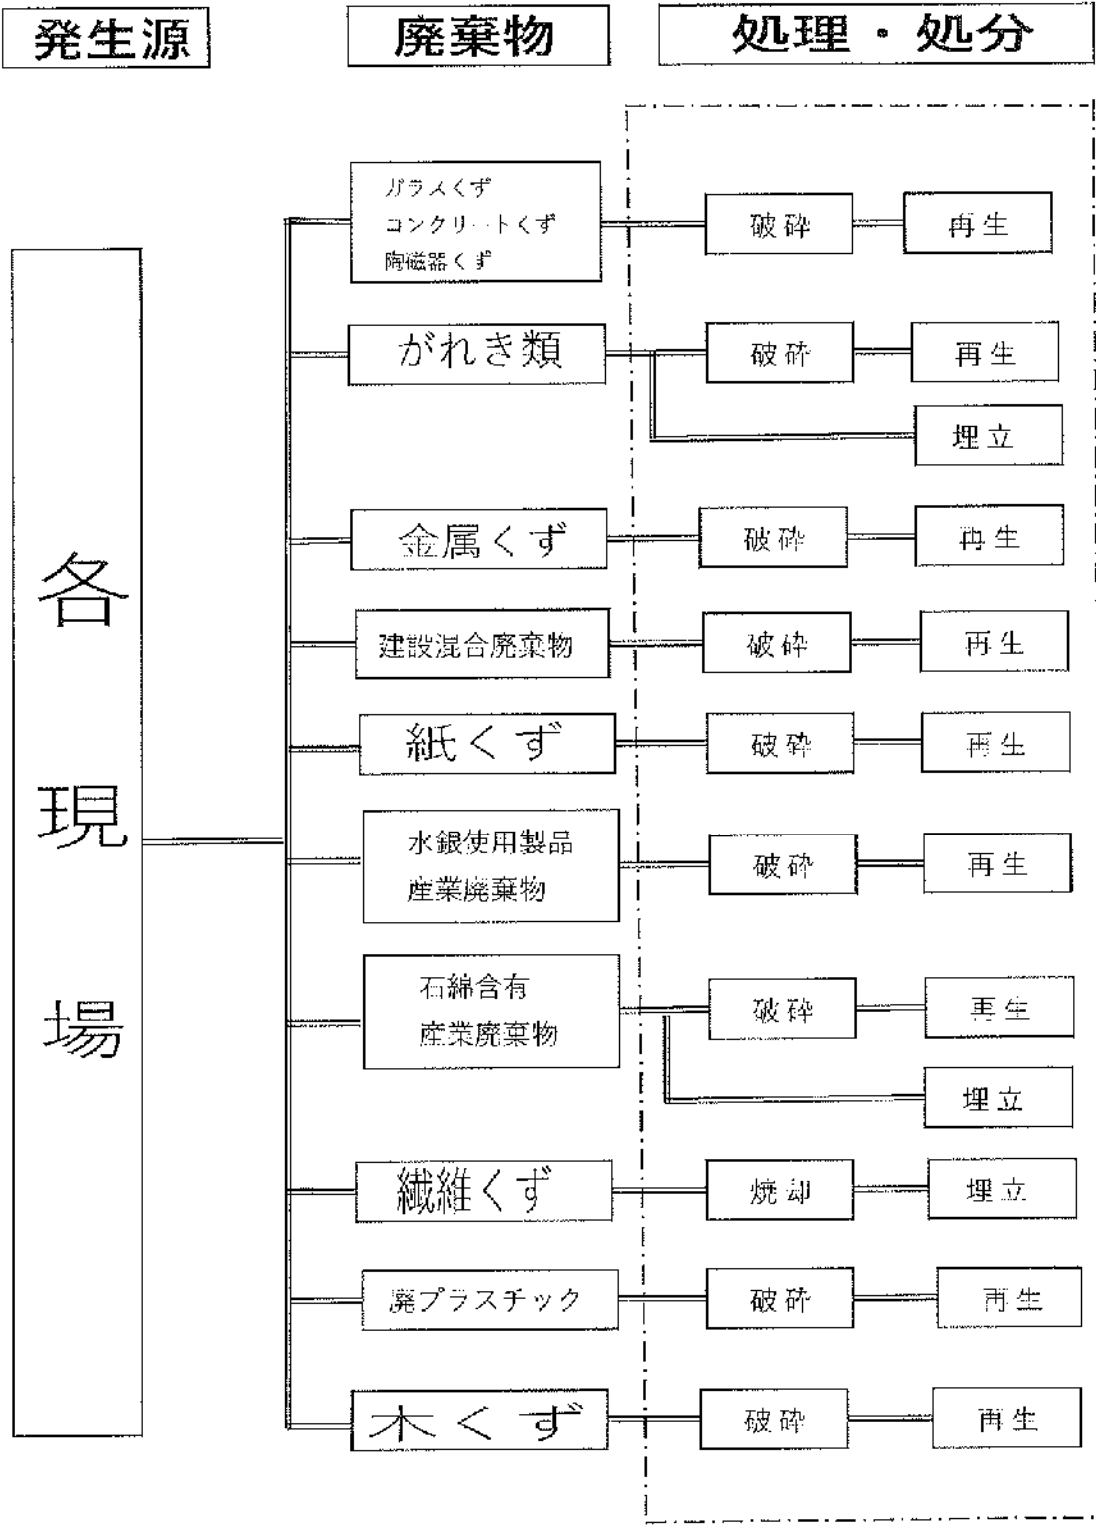 発生源
廃棄物
処理・処分
各現場
ガラスくず
コンクリートくず
陶磁器くず
破砕
再生
がれき類
破砕
再生
埋立
金属くず
破砕
再生
建設混合廃棄物
破砕
再生
紙くず
破砕
再生
水銀使用製品
産業廃棄物
破砕
再生
石綿含有
産業廃棄物
破砕
再生
埋立
繊維くず
焼却
埋立
廃プラスチック
破砕
再生
木くず
破砕
再生